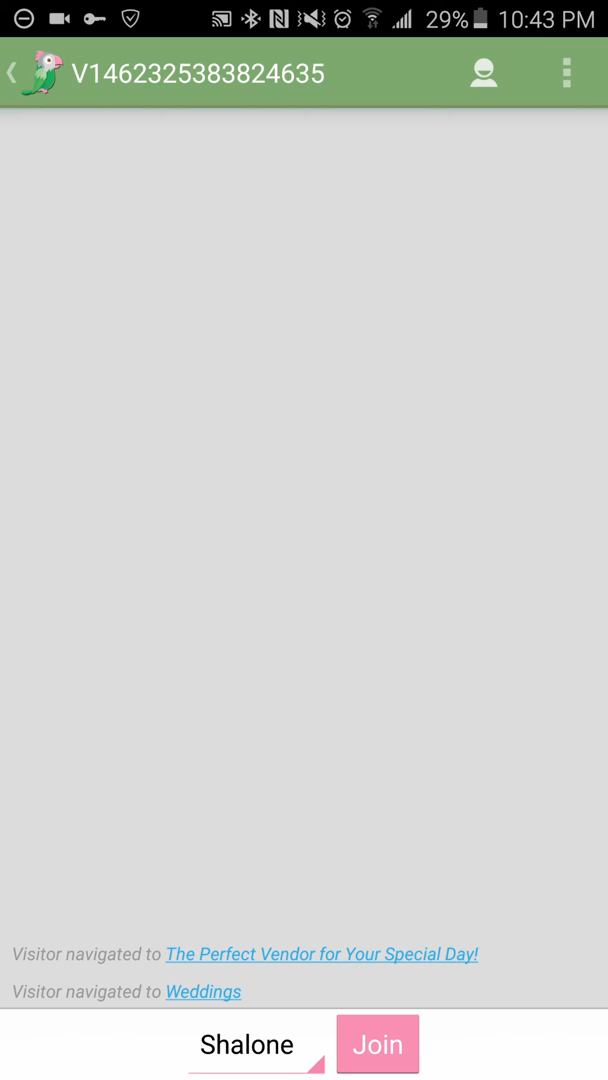 29% 10:43 PM
V1462325383824635
Visitor navigated to The Perfect Vendor for Your Special Day!
Visitor navigated to Weddings
Shalone Join